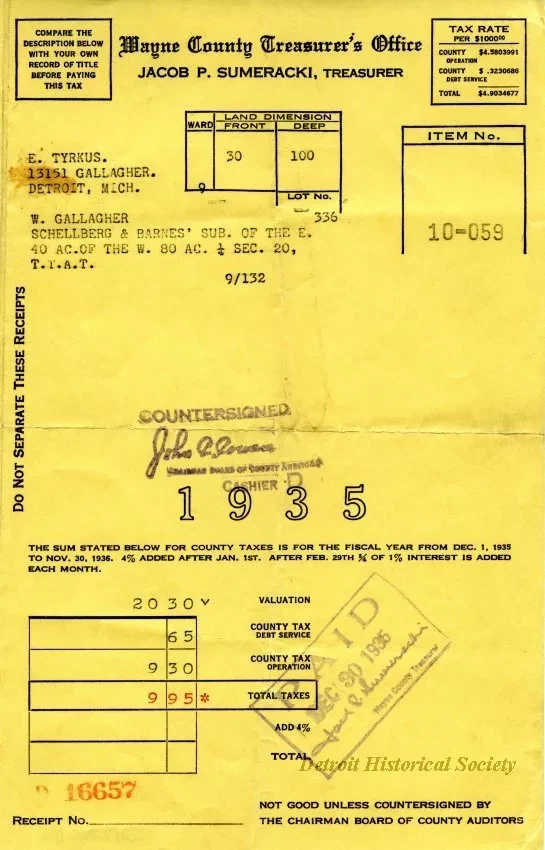 COMPARE THE
DESCRIPTION BELOW
WITH YOUR OWN
RECORD OF TITLE
BEFORE PAYING
THIS TAX
Wayne County Treasurer's Office
JACOB P. SUMERACKI, TREASURER
TAX RATE
PER $1000⁰⁰
COUNTY $4.5803991
OPERATION
COUNTY $ .3230686
DEBT SERVICE
TOTAL $4.9034677
WARD
LAND DIMENSION
FRONT DEEP
30 100
9
LOT No.
336
ITEM No.
10-059
E. TYRKUS.
13151 GALLAGHER.
DETROIT, MICH.
W. GALLAGHER
SCHELLBERG & BARNES' SUB. OF THE E.
40 AC.OF THE W. 80 AC. ½ SEC. 20,
T.T.A.T.
9/132
DO NOT SEPARATE THESE RECEIPTS
COUNTERSIGNED
John
CHAIRMAN BOARD OF COUNTY AUDITORS
CASHIER D
1935
THE SUM STATED BELOW FOR COUNTY TAXES IS FOR THE FISCAL YEAR FROM DEC. 1, 1935
TO NOV. 30, 1936. 4% ADDED AFTER JAN. 1ST. AFTER FEB. 29TH ¾ OF 1% INTEREST IS ADDED
EACH MONTH.
2030 VALUATION
65 COUNTY TAX
DEBT SERVICE
930 COUNTY TAX
OPERATION
995* TOTAL TAXES
ADD 4%
TOTAL
PAID
DEC 30 1935
Jacob P. Sumeracki
Wayne County Treasurer
Detroit Historical Society
16657
RECEIPT No.
NOT GOOD UNLESS COUNTERSIGNED BY
THE CHAIRMAN BOARD OF COUNTY AUDITORS